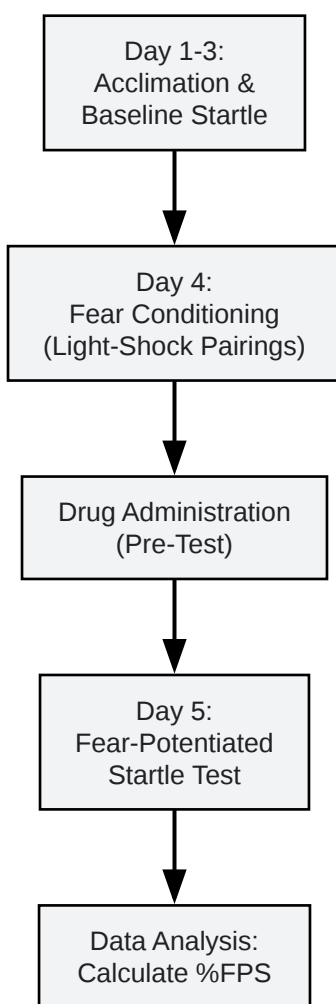 Day 1-3:
Acclimation &
Baseline Startle
Day 4:
Fear Conditioning
(Light-Shock Pairings)
Drug Administration
(Pre-Test)
Day 5:
Fear-Potentiated
Startle Test
Data Analysis:
Calculate %FPS